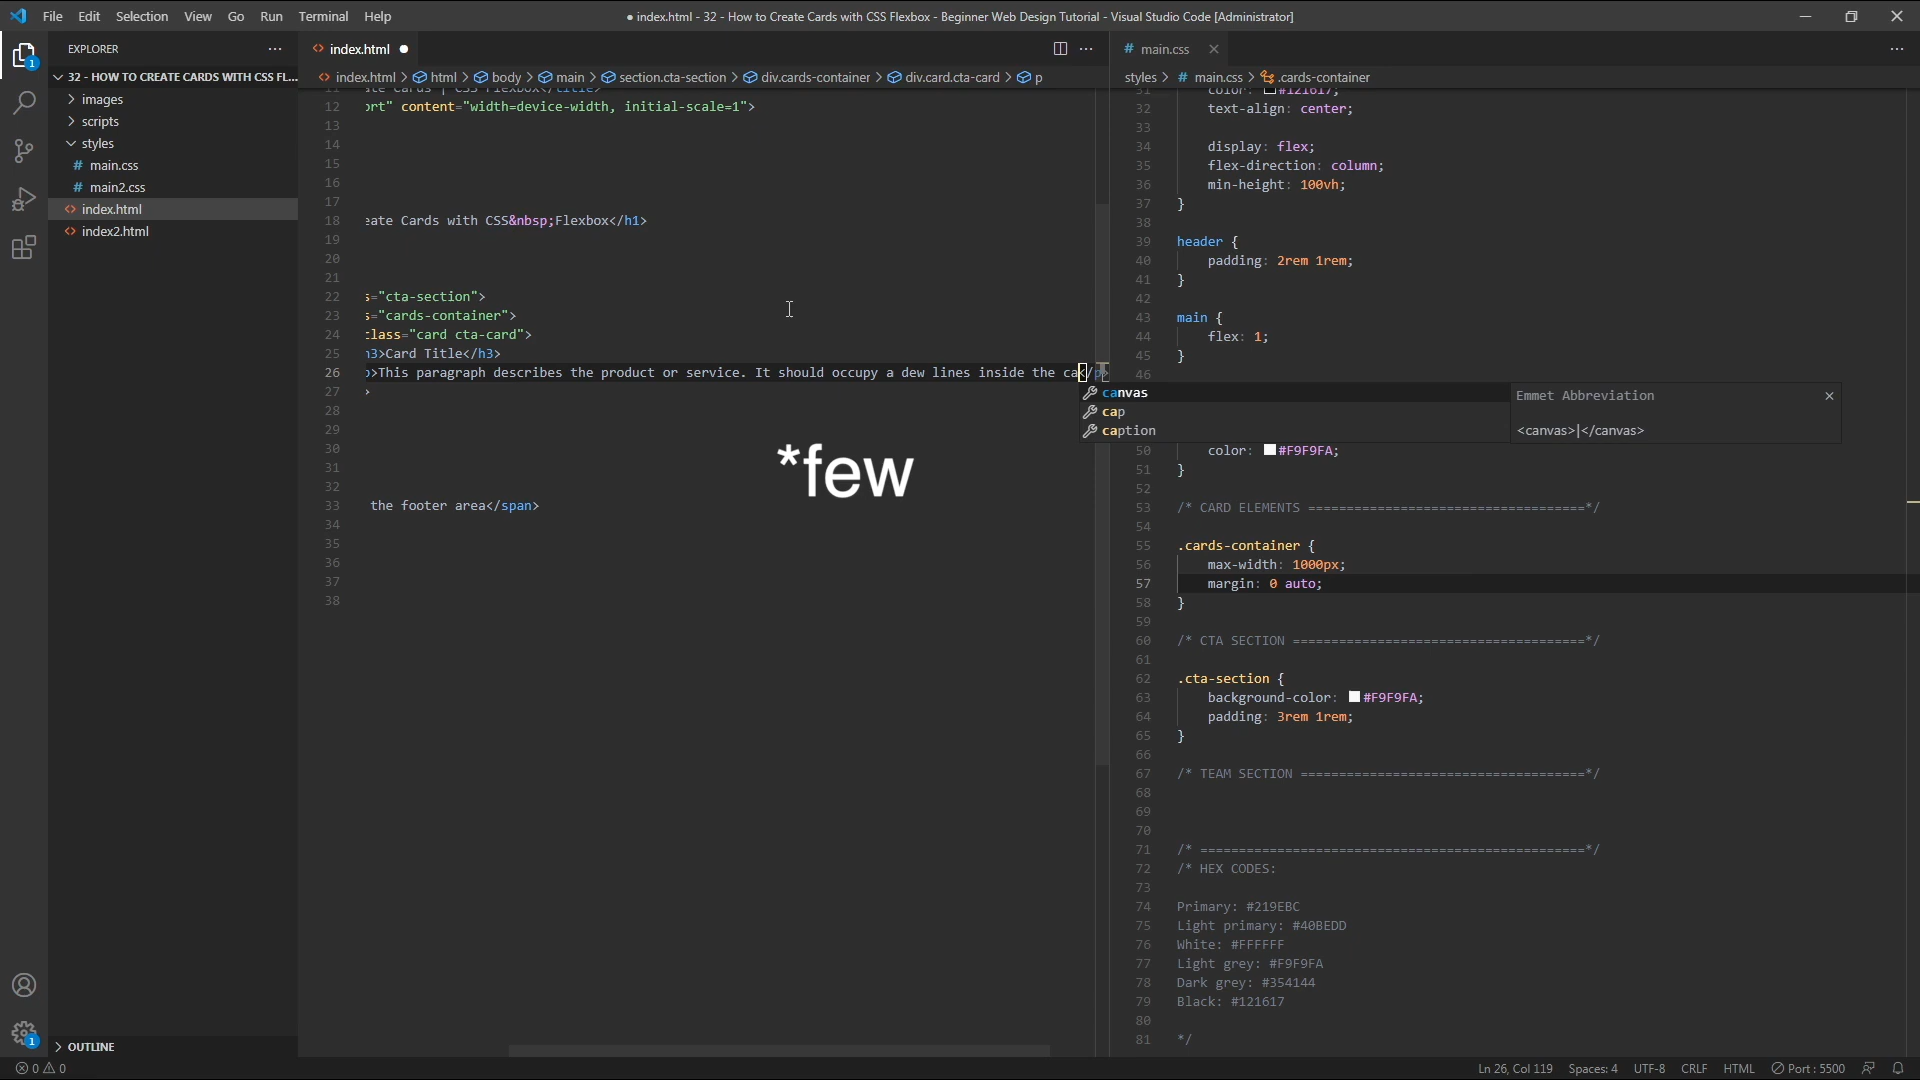 File Edit Selection View Go Run Terminal Help
● index.html - 32 - How to Create Cards with CSS Flexbox - Beginner Web Design Tutorial - Visual Studio Code [Administrator]
EXPLORER
32 - HOW TO CREATE CARDS WITH CSS FL...
images
scripts
styles
# main.css
# main2.css
<> index.html
<> index2.html
OUTLINE
1
1
<> index.html ●
<> index.html > html > body > main > section.cta-section > div.cards-container > div.card.cta-card > p
11 ate Cards | CSS Flexbox</title>
12 ort" content="width=device-width, initial-scale=1">
13
14
15
16
17
18 eate Cards with CSS&nbsp;Flexbox</h1>
19
20
21
22 s="cta-section">
23 s="cards-container">
24 class="card cta-card">
25 h3>Card Title</h3>
26 p>This paragraph describes the product or service. It should occupy a dew lines inside the ca</p>
27 >
28
29
30
31
32
33 the footer area</span>
34
35
36
37
38
canvas
cap
caption
Emmet Abbreviation
<canvas>|</canvas>
*few
# main.css
styles > # main.css > .cards-container
31 color: #121617;
32 text-align: center;
33
34 display: flex;
35 flex-direction: column;
36 min-height: 100vh;
37 }
38
39 header {
40 padding: 2rem 1rem;
41 }
42
43 main {
44 flex: 1;
45 }
46
50 color: #F9F9FA;
51 }
52
53 /* CARD ELEMENTS ====================================*/
54
55 .cards-container {
56 max-width: 1000px;
57 margin: 0 auto;
58 }
59
60 /* CTA SECTION ======================================*/
61
62 .cta-section {
63 background-color: #F9F9FA;
64 padding: 3rem 1rem;
65 }
66
67 /* TEAM SECTION =====================================*/
68
69
70
71 /* ==================================================*/
72 /* HEX CODES:
73
74 Primary: #219EBC
75 Light primary: #40BEDD
76 White: #FFFFFF
77 Light grey: #F9F9FA
78 Dark grey: #354144
79 Black: #121617
80
81 */
0 0
Ln 26, Col 119 Spaces: 4 UTF-8 CRLF HTML Port : 5500